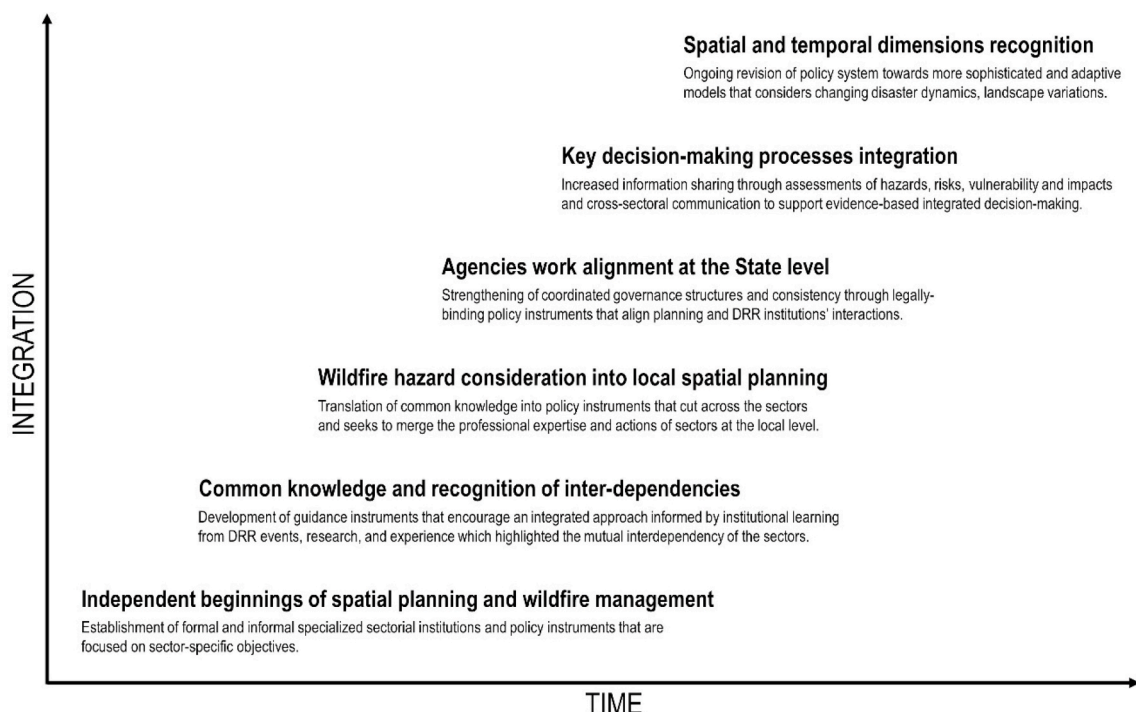 Spatial and temporal dimensions recognition
Ongoing revision of policy system towards more sophisticated and adaptive
models that considers changing disaster dynamics, landscape variations.
Key decision-making processes integration
Increased information sharing through assessments of hazards, risks, vulnerability and impacts
and cross-sectoral communication to support evidence-based integrated decision-making.
Agencies work alignment at the State level
Strengthening of coordinated governance structures and consistency through legally-
binding policy instruments that align planning and DRR institutions' interactions.
Wildfire hazard consideration into local spatial planning
Translation of common knowledge into policy instruments that cut across the sectors
and seeks to merge the professional expertise and actions of sectors at the local level.
Common knowledge and recognition of inter-dependencies
Development of guidance instruments that encourage an integrated approach informed by institutional learning
from DRR events, research, and experience which highlighted the mutual interdependency of the sectors.
Independent beginnings of spatial planning and wildfire management
Establishment of formal and informal specialized sectorial institutions and policy instruments that are
focused on sector-specific objectives.
INTEGRATION
TIME